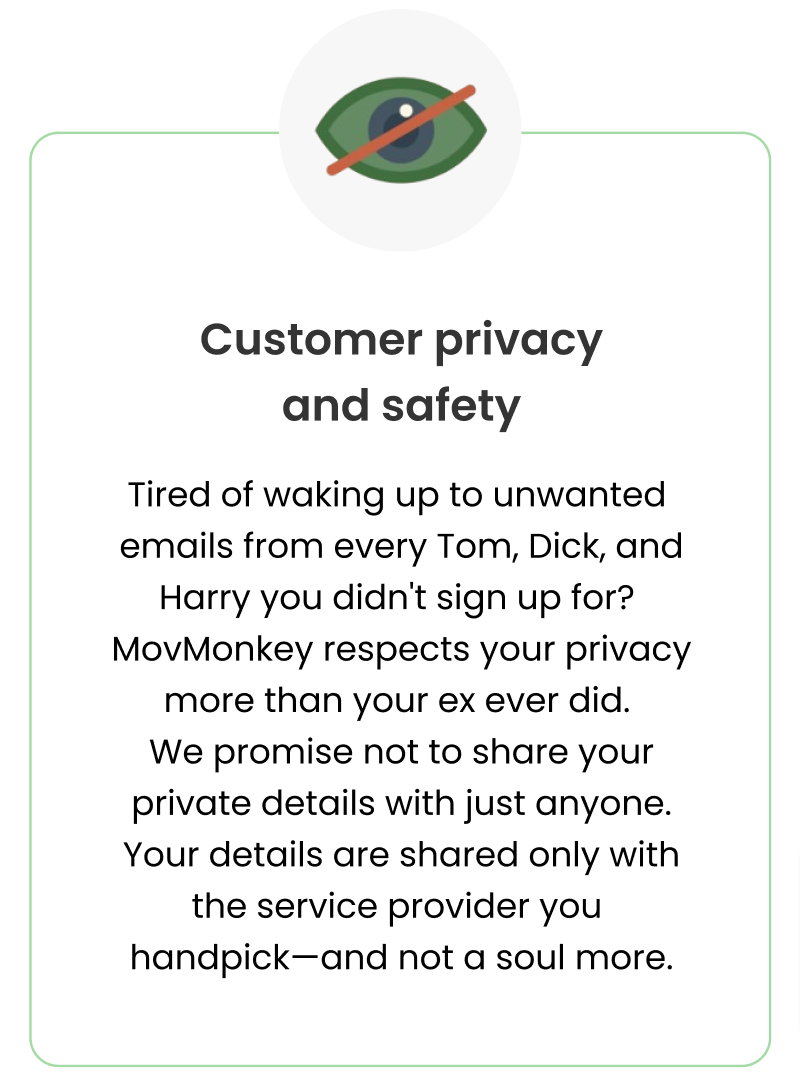 Customer privacy
and safety
Tired of waking up to unwanted
emails from every Tom, Dick, and
Harry you didn't sign up for?
MovMonkey respects your privacy
more than your ex ever did.
We promise not to share your
private details with just anyone.
Your details are shared only with
the service provider you
handpick—and not a soul more.